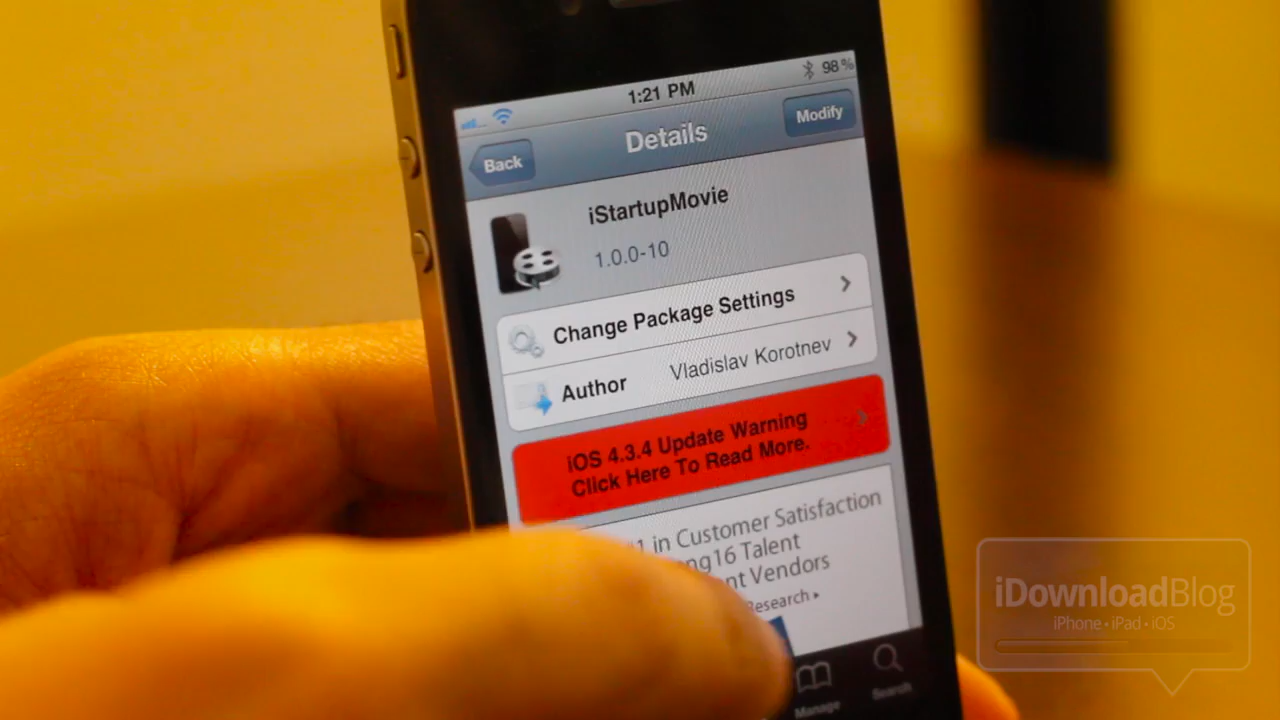 1:21 PM
98%
Back
Details
Modify
iStartupMovie
1.0.0-10
Change Package Settings
Author
Vladislav Korotnev
iOS 4.3.4 Update Warning
Click Here To Read More.
in Customer Satisfaction
Talent
Vendors
Research
Manage
Search
iDownloadBlog
iPhone • iPad • iOS